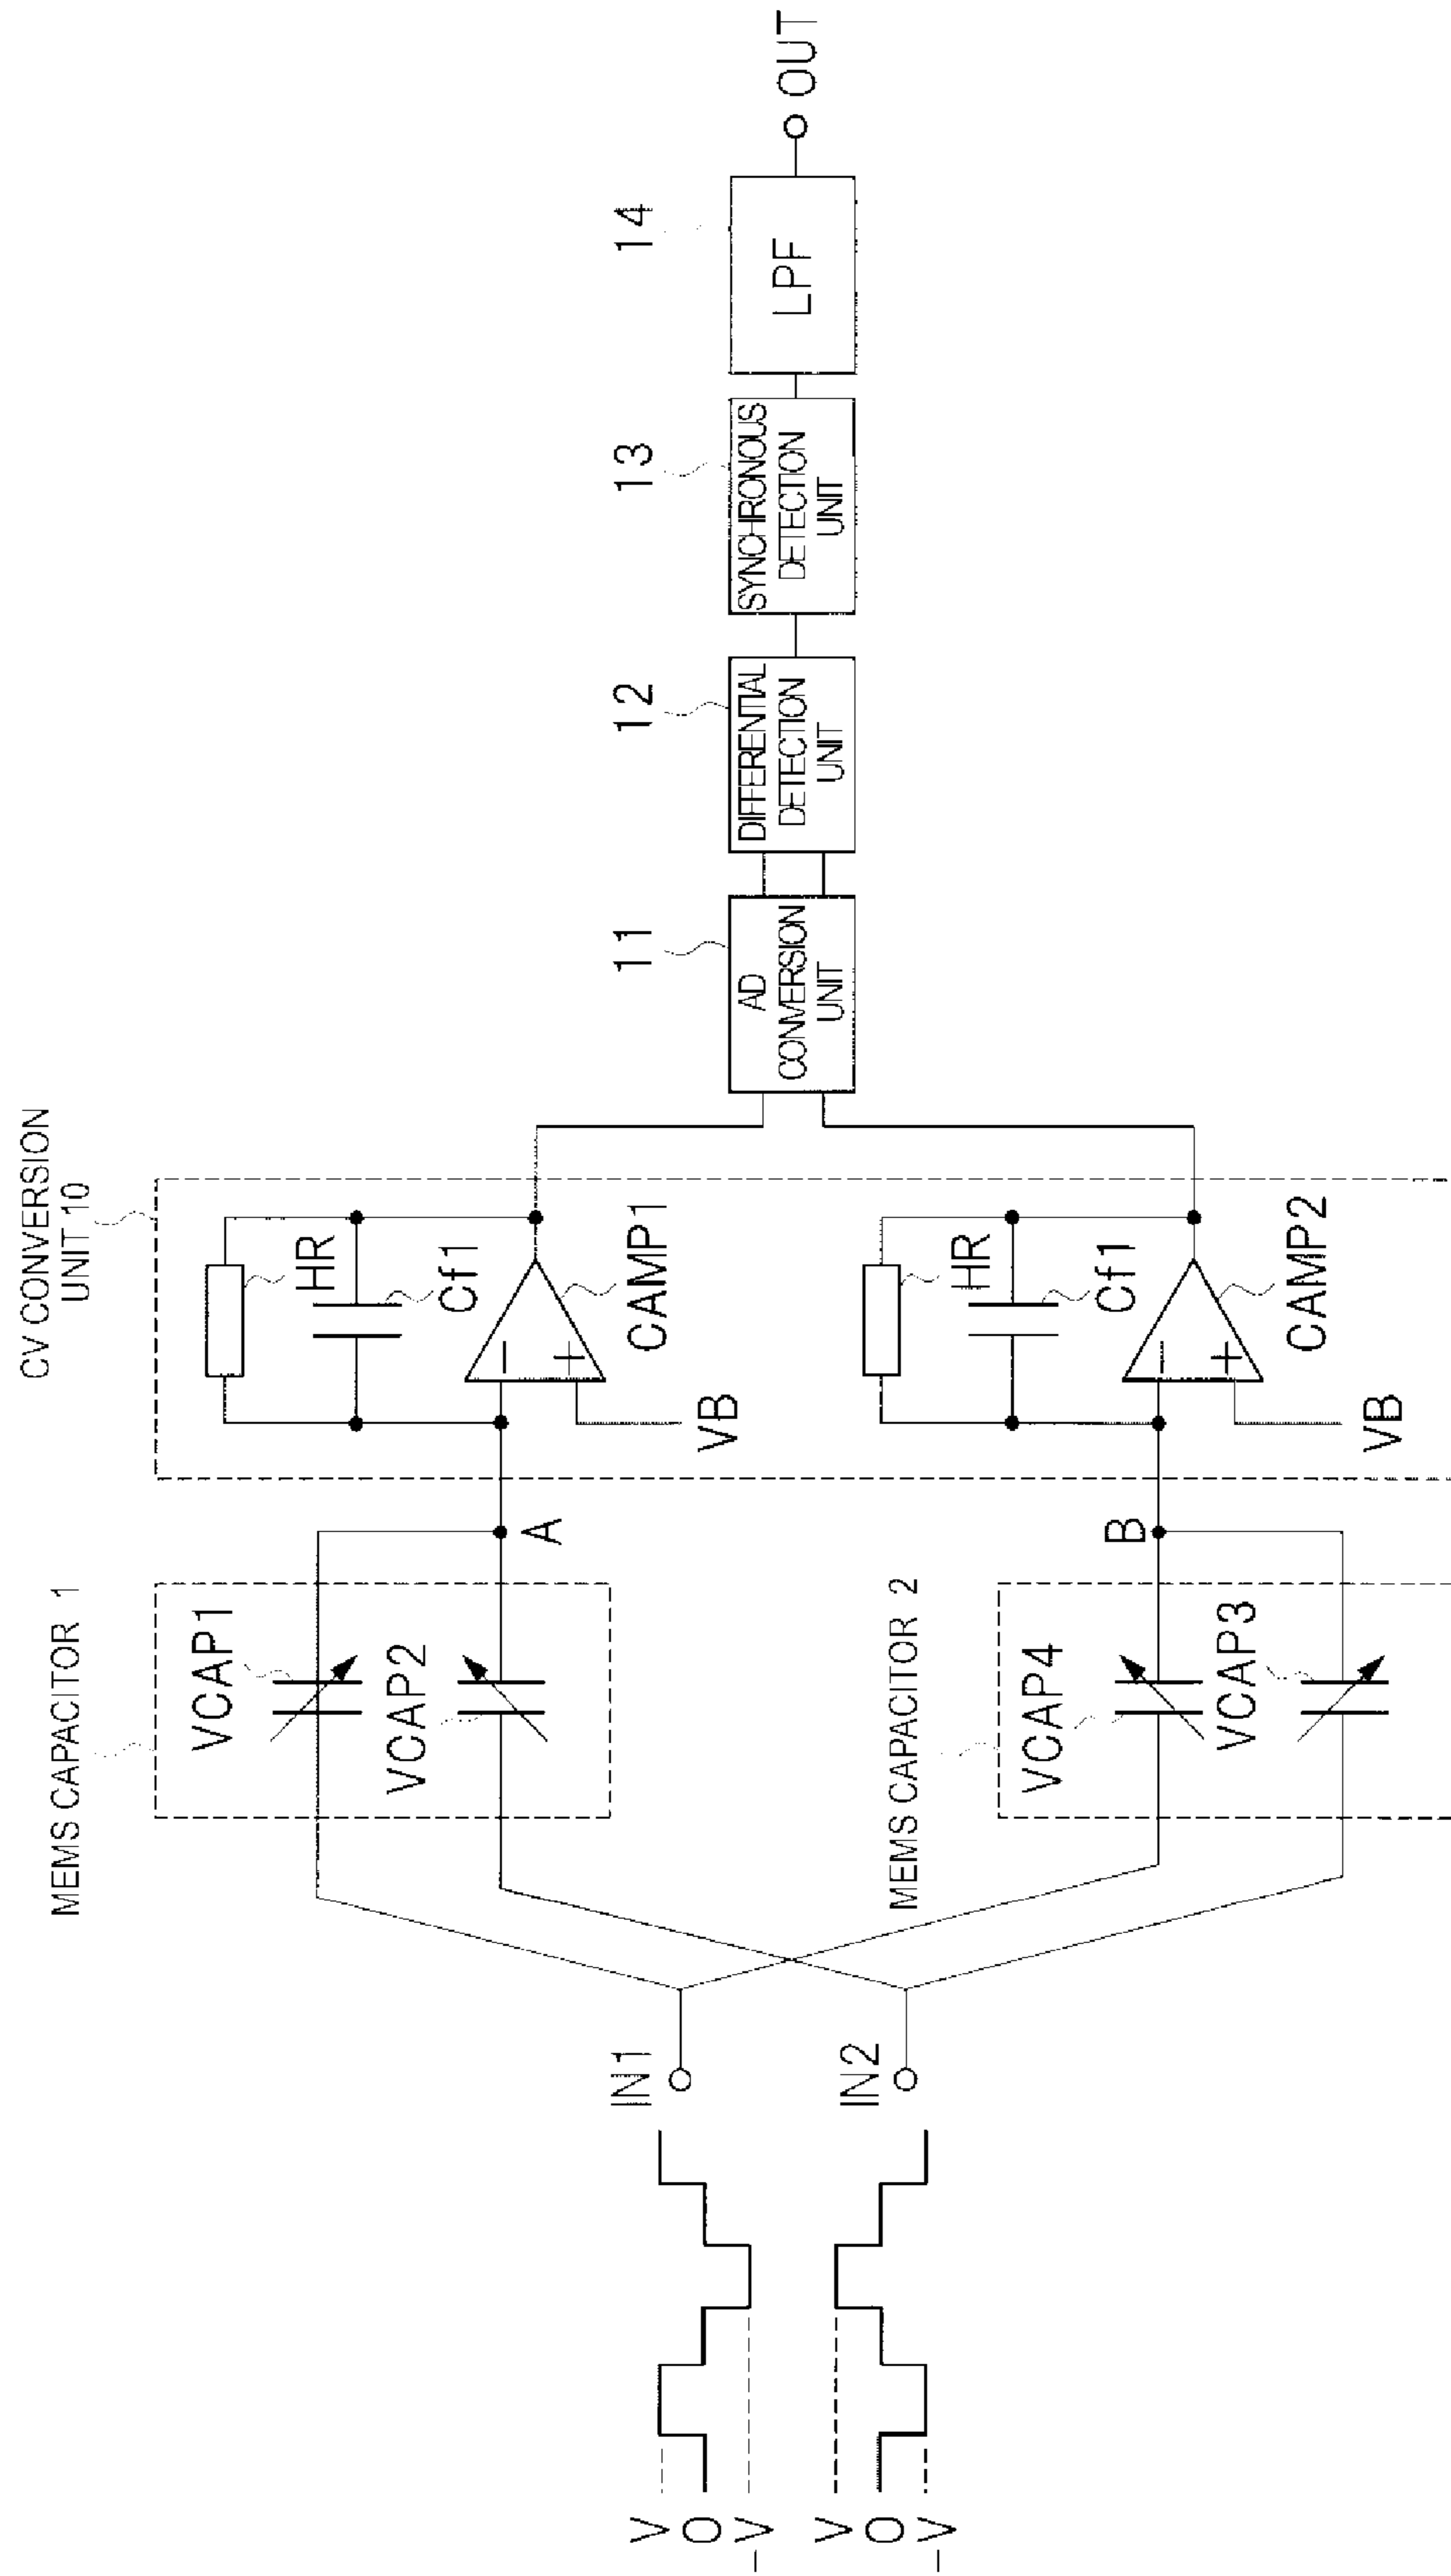 V
0
-V
V
0
-V
IN1
IN2
MEMS CAPACITOR 1
VCAP1
VCAP2
A
MEMS CAPACITOR 2
VCAP4
VCAP3
B
CV CONVERSION
UNIT 10
HR
Cf1
CAMP1
VB
HR
Cf1
CAMP2
VB
11
AD
CONVERSION
UNIT
12
DIFFERENTIAL
DETECTION
UNIT
13
SYNCHRONOUS
DETECTION
UNIT
14
LPF
OUT